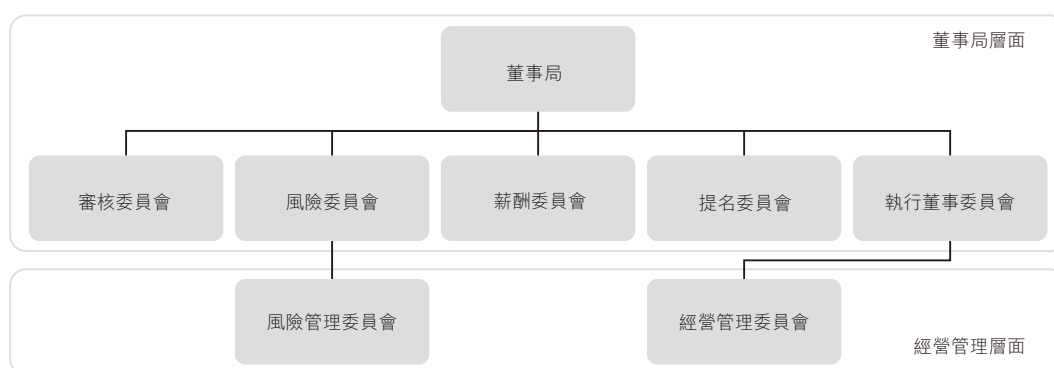 董事局層面
董事局
審核委員會
風險委員會
薪酬委員會
提名委員會
執行董事委員會
風險管理委員會
經營管理委員會
經營管理層面